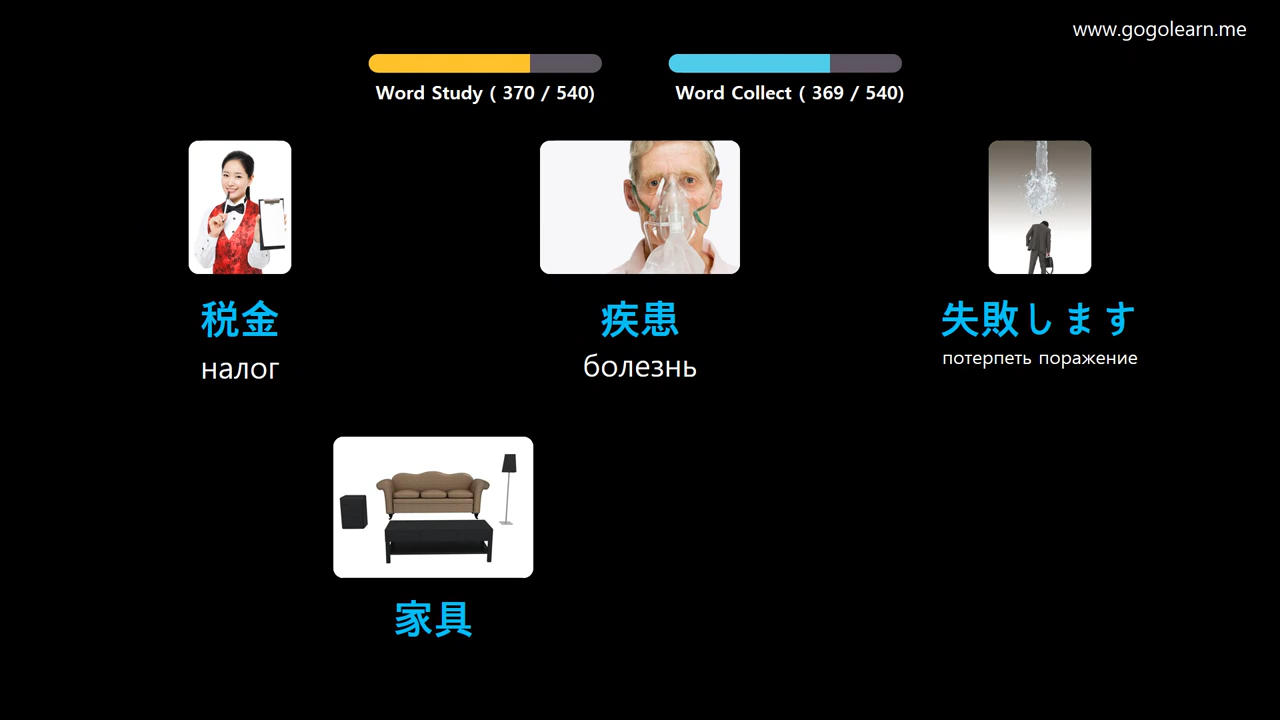 www.gogolearn.me
Word Study ( 370 / 540)
Word Collect ( 369 / 540)
税金
налог
疾患
болезнь
失敗します
потерпеть поражение
家具